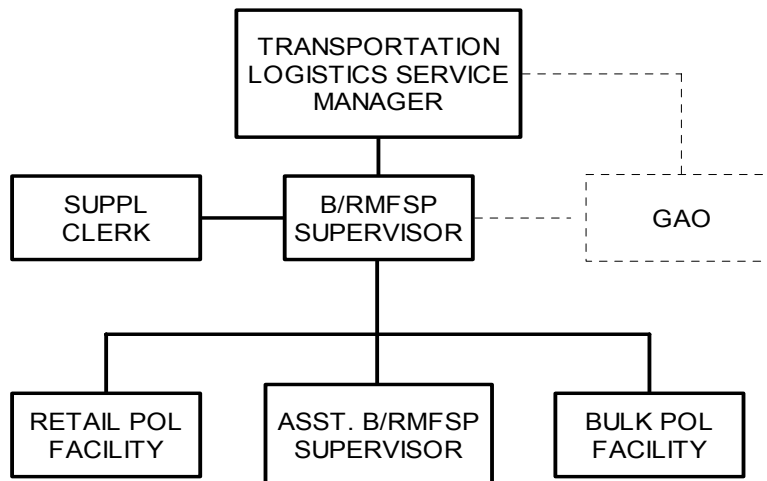 TRANSPORTATION
LOGISTICS SERVICE
MANAGER
SUPPL
CLERK
B/RMFSP
SUPERVISOR
GAO
RETAIL POL
FACILITY
ASST. B/RMFSP
SUPERVISOR
BULK POL
FACILITY